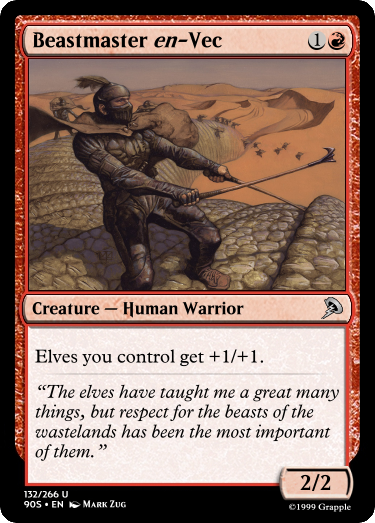 Beastmaster en-Vec 1
Creature — Human Warrior
Elves you control get +1/+1.
“The elves have taught me a great many
things, but respect for the beasts of the
wastelands has been the most important
of them.”
2/2
132/266 U
90S • EN Mark Zug
©1999 Grapple